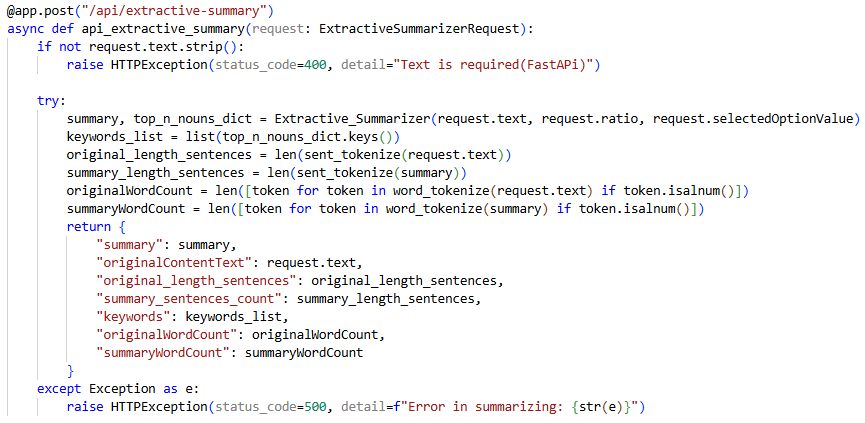 @app.post("/api/extractive-summary")
async def api_extractive_summary(request: ExtractiveSummarizerRequest):
    if not request.text.strip():
        raise HTTPException(status_code=400, detail="Text is required(FastAPi)")

    try:
        summary, top_n_nouns_dict = Extractive_Summarizer(request.text, request.ratio, request.selectedOptionValue)
        keywords_list = list(top_n_nouns_dict.keys())
        original_length_sentences = len(sent_tokenize(request.text))
        summary_length_sentences = len(sent_tokenize(summary))
        originalWordCount = len([token for token in word_tokenize(request.text) if token.isalnum()])
        summaryWordCount = len([token for token in word_tokenize(summary) if token.isalnum()])
        return {
            "summary": summary,
            "originalContentText": request.text,
            "original_length_sentences": original_length_sentences,
            "summary_sentences_count": summary_length_sentences,
            "keywords": keywords_list,
            "originalWordCount": originalWordCount,
            "summaryWordCount": summaryWordCount
        }
    except Exception as e:
        raise HTTPException(status_code=500, detail=f"Error in summarizing: {str(e)}")